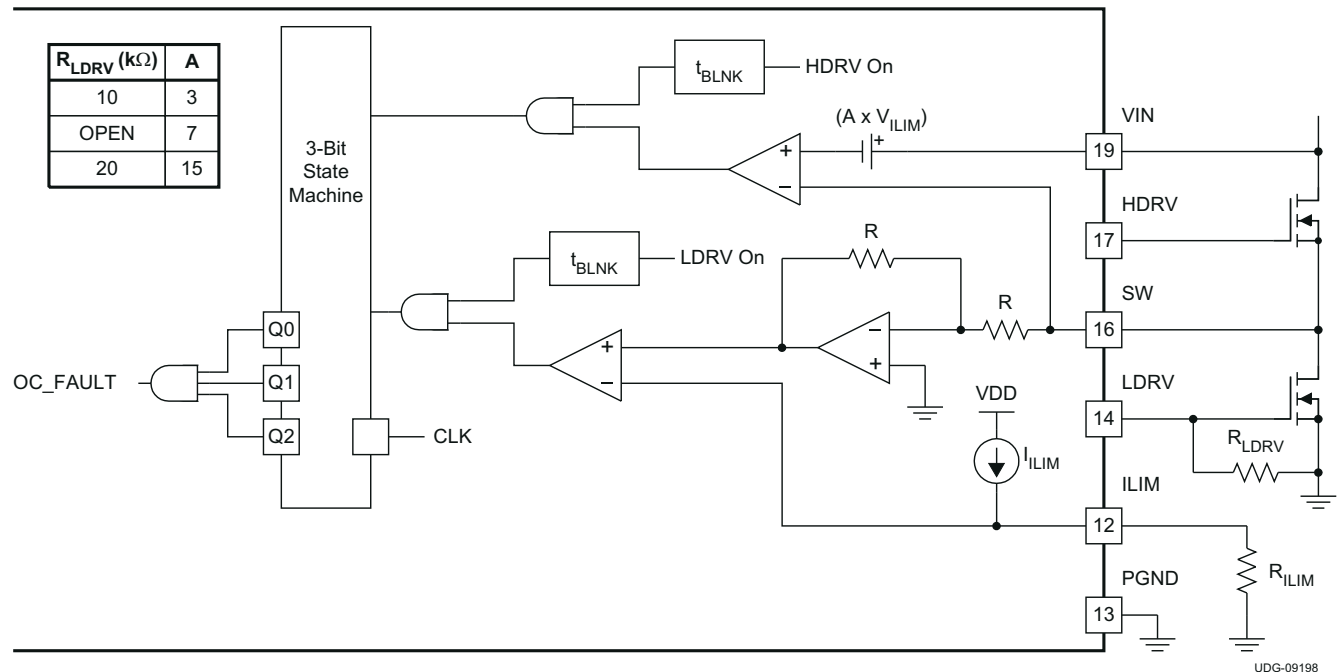 R_LDRV (kΩ) A
10 3
OPEN 7
20 15
3-Bit
State
Machine
t_BLNK
HDRV On
(A x V_ILIM)
+
+
−
VIN
19
HDRV
17
t_BLNK
LDRV On
R
R
SW
16
+
−
−
+
Q0
Q1
Q2
OC_FAULT
CLK
LDRV
14
VDD
I_ILIM
R_LDRV
ILIM
12
R_ILIM
PGND
13
UDG-09198